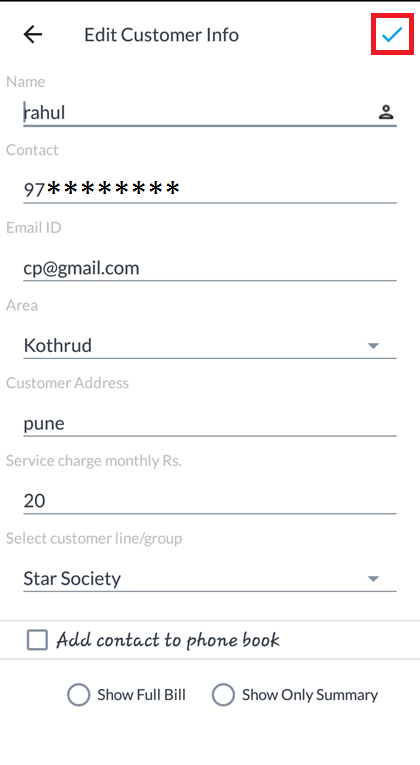 Edit Customer Info
Name
rahul
Contact
97********
Email ID
cp@gmail.com
Area
Kothrud
Customer Address
pune
Service charge monthly Rs.
20
Select customer line/group
Star Society
Add contact to phone book
Show Full Bill Show Only Summary